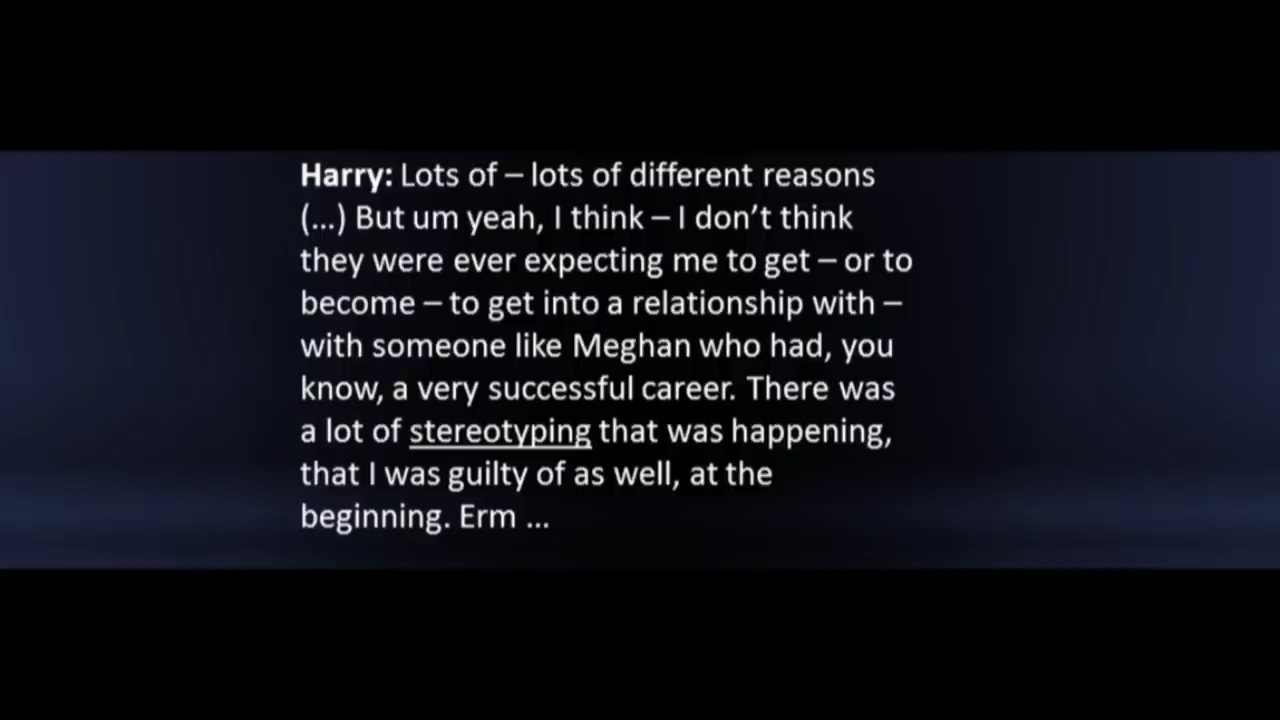 Harry: Lots of – lots of different reasons
(...) But um yeah, I think – I don’t think
they were ever expecting me to get – or to
become – to get into a relationship with –
with someone like Meghan who had, you
know, a very successful career. There was
a lot of stereotyping that was happening,
that I was guilty of as well, at the
beginning. Erm ...